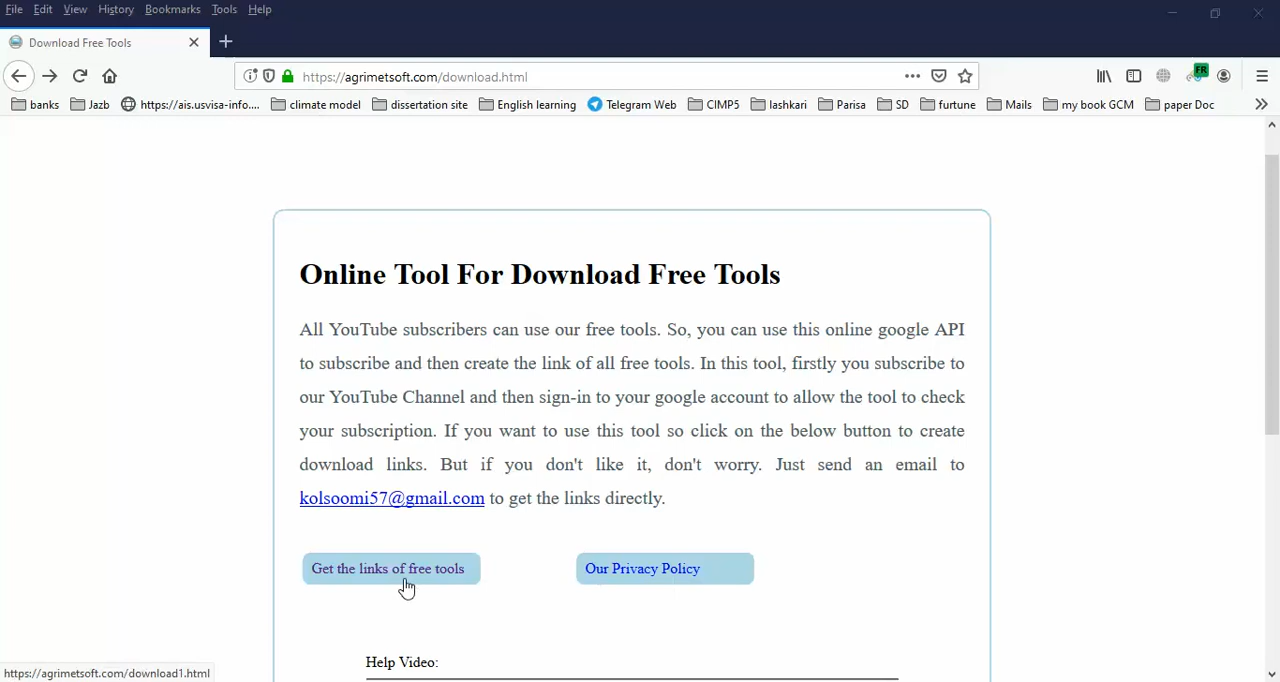 File Edit View History Bookmarks Tools Help
Download Free Tools
https://agrimetsoft.com/download.html
FR
banks Jazb https://ais.usvisa-info.... climate model dissertation site English learning Telegram Web CIMP5 lashkari Parisa SD furtune Mails my book GCM paper Doc
Online Tool For Download Free Tools
All YouTube subscribers can use our free tools. So, you can use this online google API
to subscribe and then create the link of all free tools. In this tool, firstly you subscribe to
our YouTube Channel and then sign-in to your google account to allow the tool to check
your subscription. If you want to use this tool so click on the below button to create
download links. But if you don't like it, don't worry. Just send an email to
kolsoomi57@gmail.com to get the links directly.
Get the links of free tools Our Privacy Policy
Help Video:
https://agrimetsoft.com/download1.html